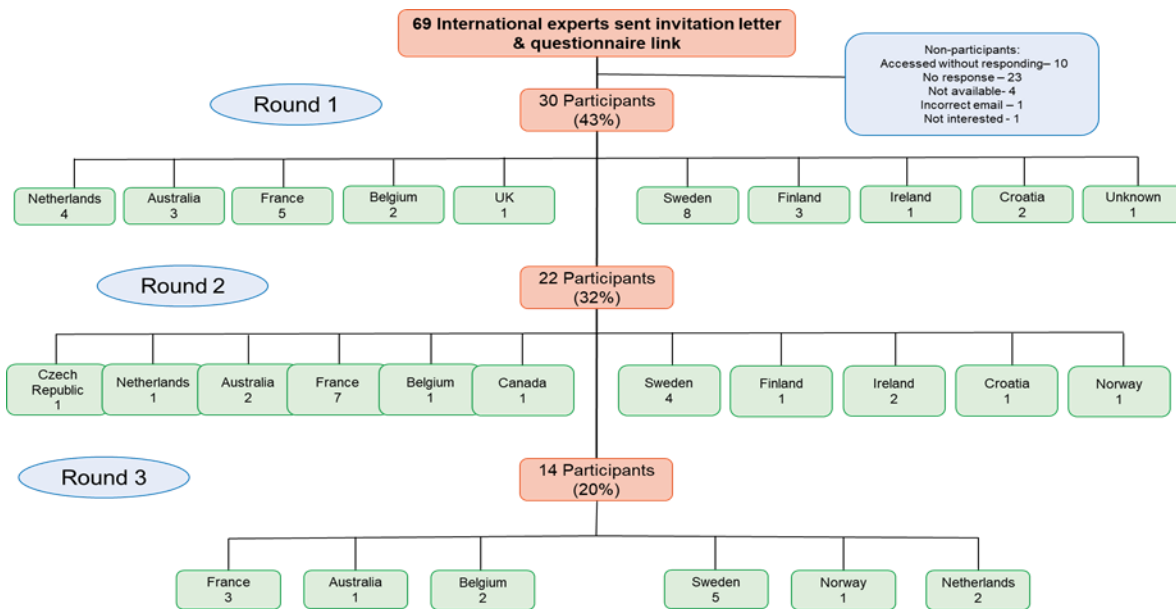 69 International experts sent invitation letter
& questionnaire link
Non-participants:
Accessed without responding– 10
No response – 23
Not available- 4
Incorrect email – 1
Not interested - 1
Round 1
30 Participants
(43%)
Netherlands
4
Australia
3
France
5
Belgium
2
UK
1
Sweden
8
Finland
3
Ireland
1
Croatia
2
Unknown
1
Round 2
22 Participants
(32%)
Czech
Republic
1
Netherlands
1
Australia
2
France
7
Belgium
1
Canada
1
Sweden
4
Finland
1
Ireland
2
Croatia
1
Norway
1
Round 3
14 Participants
(20%)
France
3
Australia
1
Belgium
2
Sweden
5
Norway
1
Netherlands
2